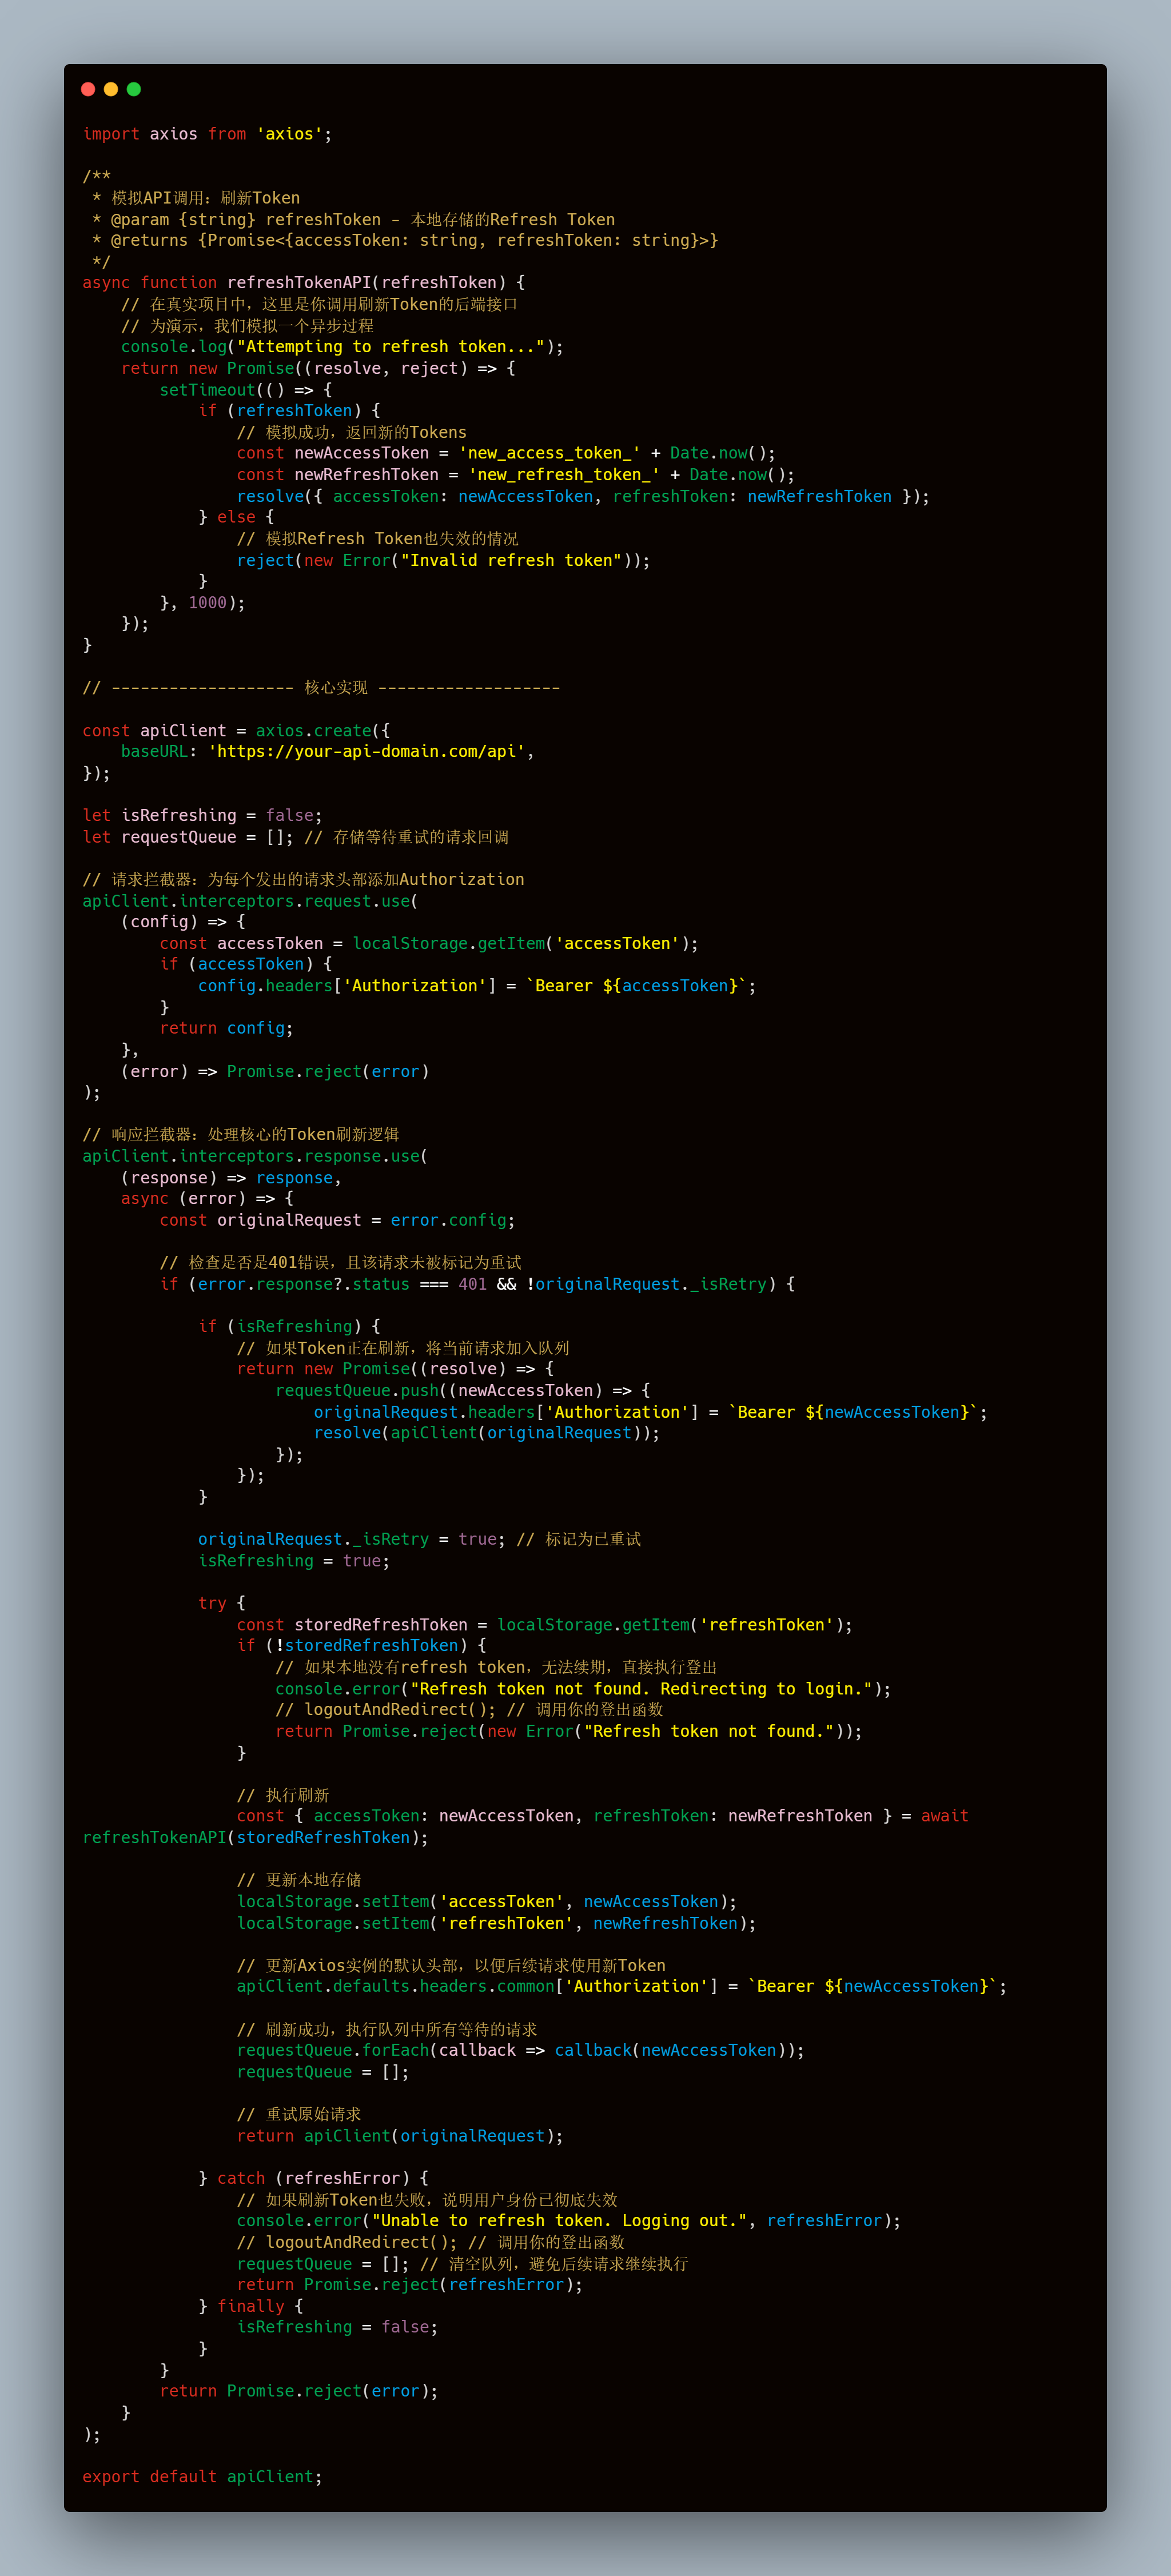 import axios from 'axios';

/**
 * 模拟API调用：刷新Token
 * @param {string} refreshToken - 本地存储的Refresh Token
 * @returns {Promise<{accessToken: string, refreshToken: string}>}
 */
async function refreshTokenAPI(refreshToken) {
    // 在真实项目中，这里是你调用刷新Token的后端接口
    // 为演示，我们模拟一个异步过程
    console.log("Attempting to refresh token...");
    return new Promise((resolve, reject) => {
        setTimeout(() => {
            if (refreshToken) {
                // 模拟成功，返回新的Tokens
                const newAccessToken = 'new_access_token_' + Date.now();
                const newRefreshToken = 'new_refresh_token_' + Date.now();
                resolve({ accessToken: newAccessToken, refreshToken: newRefreshToken });
            } else {
                // 模拟Refresh Token也失效的情况
                reject(new Error("Invalid refresh token"));
            }
        }, 1000);
    });
}

// ------------------- 核心实现 -------------------

const apiClient = axios.create({
    baseURL: 'https://your-api-domain.com/api',
});

let isRefreshing = false;
let requestQueue = []; // 存储等待重试的请求回调

// 请求拦截器：为每个发出的请求头部添加Authorization
apiClient.interceptors.request.use(
    (config) => {
        const accessToken = localStorage.getItem('accessToken');
        if (accessToken) {
            config.headers['Authorization'] = `Bearer ${accessToken}`;
        }
        return config;
    },
    (error) => Promise.reject(error)
);

// 响应拦截器：处理核心的Token刷新逻辑
apiClient.interceptors.response.use(
    (response) => response,
    async (error) => {
        const originalRequest = error.config;

        // 检查是否是401错误，且该请求未被标记为重试
        if (error.response?.status === 401 && !originalRequest._isRetry) {

            if (isRefreshing) {
                // 如果Token正在刷新，将当前请求加入队列
                return new Promise((resolve) => {
                    requestQueue.push((newAccessToken) => {
                        originalRequest.headers['Authorization'] = `Bearer ${newAccessToken}`;
                        resolve(apiClient(originalRequest));
                    });
                });
            }

            originalRequest._isRetry = true; // 标记为已重试
            isRefreshing = true;

            try {
                const storedRefreshToken = localStorage.getItem('refreshToken');
                if (!storedRefreshToken) {
                    // 如果本地没有refresh token，无法续期，直接执行登出
                    console.error("Refresh token not found. Redirecting to login.");
                    // logoutAndRedirect(); // 调用你的登出函数
                    return Promise.reject(new Error("Refresh token not found."));
                }

                // 执行刷新
                const { accessToken: newAccessToken, refreshToken: newRefreshToken } = await
refreshTokenAPI(storedRefreshToken);

                // 更新本地存储
                localStorage.setItem('accessToken', newAccessToken);
                localStorage.setItem('refreshToken', newRefreshToken);

                // 更新Axios实例的默认头部，以便后续请求使用新Token
                apiClient.defaults.headers.common['Authorization'] = `Bearer ${newAccessToken}`;

                // 刷新成功，执行队列中所有等待的请求
                requestQueue.forEach(callback => callback(newAccessToken));
                requestQueue = [];

                // 重试原始请求
                return apiClient(originalRequest);

            } catch (refreshError) {
                // 如果刷新Token也失败，说明用户身份已彻底失效
                console.error("Unable to refresh token. Logging out.", refreshError);
                // logoutAndRedirect(); // 调用你的登出函数
                requestQueue = []; // 清空队列，避免后续请求继续执行
                return Promise.reject(refreshError);
            } finally {
                isRefreshing = false;
            }
        }
        return Promise.reject(error);
    }
);

export default apiClient;